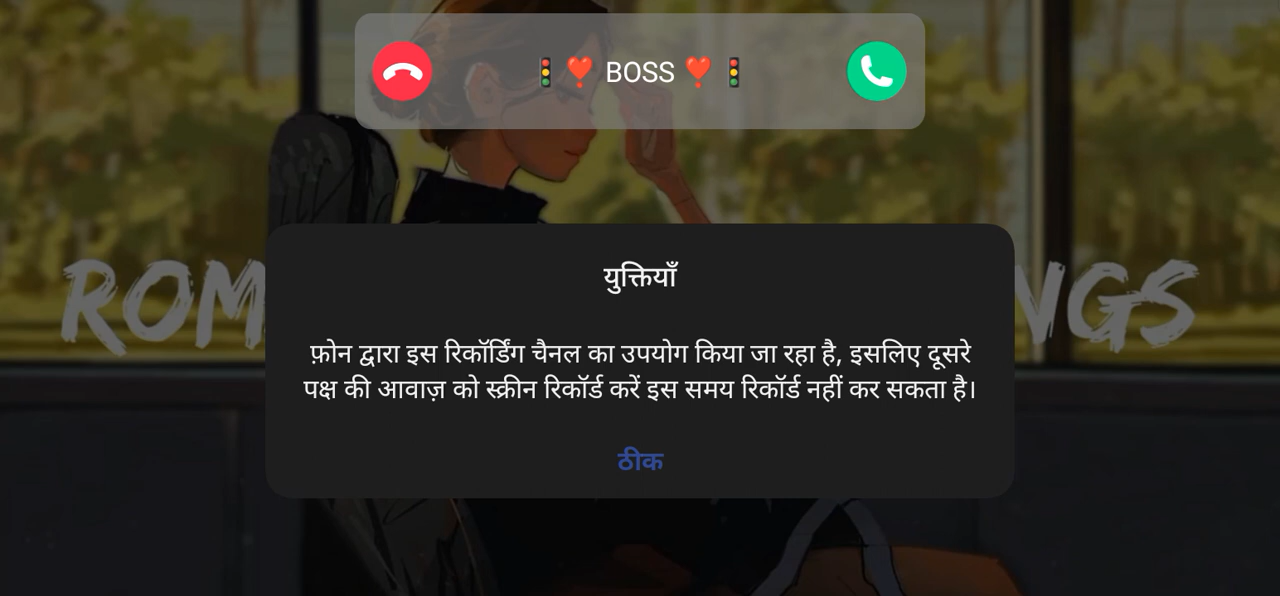 🚦 ❤️ BOSS ❤️ 🚦
युक्तियाँ
ROM NGS
फ़ोन द्वारा इस रिकॉर्डिंग चैनल का उपयोग किया जा रहा है, इसलिए दूसरे
पक्ष की आवाज़ को स्क्रीन रिकॉर्ड करें इस समय रिकॉर्ड नहीं कर सकता है।
ठीक